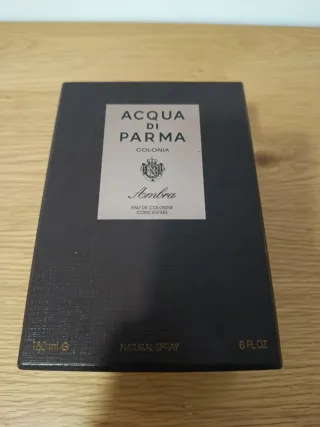 ACQUA
DI
PARMA
COLONIA
Ambra
EAU DE COLOGNE
CONCENTRÉE
180 ml ℮ NATURAL SPRAY 6 FL.OZ.